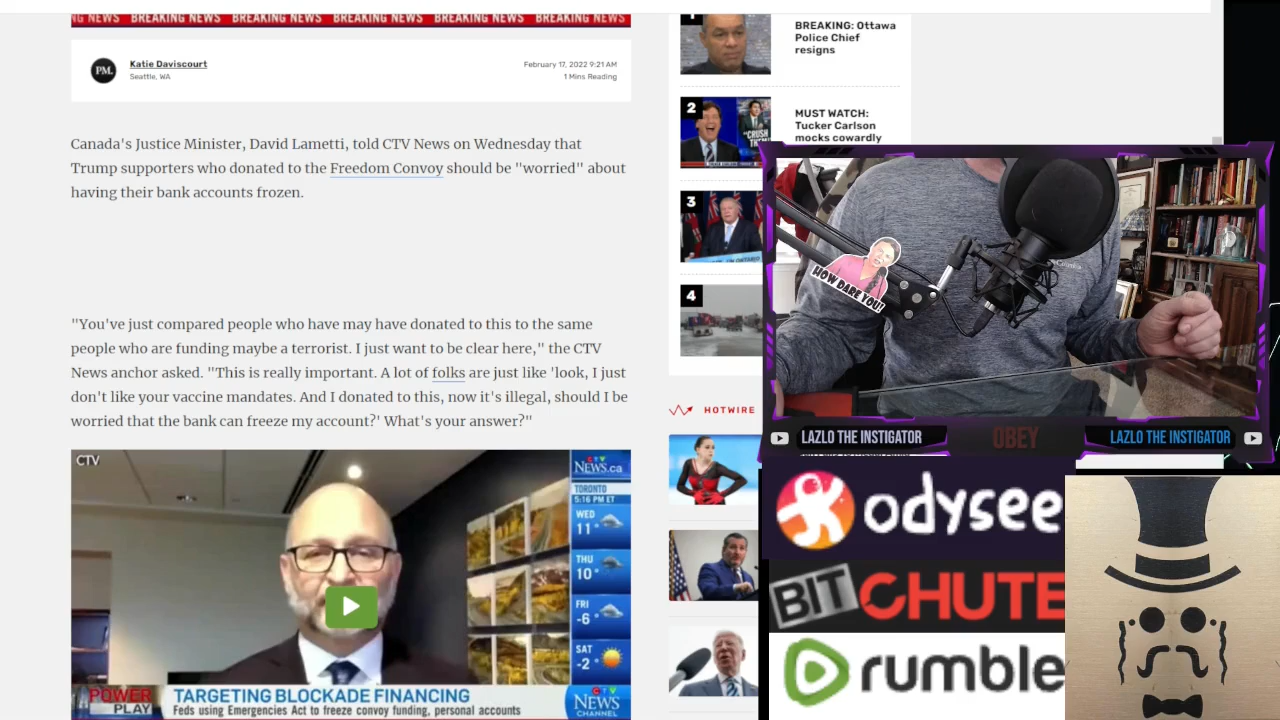 BREAKING NEWS BREAKING NEWS BREAKING NEWS BREAKING NEWS BREAKING NEWS
PM.
Katie Daviscourt
Seattle, WA
February 17, 2022 9:21 AM
1 Mins Reading
Canada's Justice Minister, David Lametti, told CTV News on Wednesday that
Trump supporters who donated to the Freedom Convoy should be "worried" about
having their bank accounts frozen.
"You've just compared people who have may have donated to this to the same
people who are funding maybe a terrorist. I just want to be clear here," the CTV
News anchor asked. "This is really important. A lot of folks are just like 'look, I just
don't like your vaccine mandates. And I donated to this, now it's illegal, should I be
worried that the bank can freeze my account?' What's your answer?"
CTV
CTV
NEWS.ca
TORONTO
5:16 PM ET
WED
11°
THU
10°
FRI
-6°
SAT
-2°
POWER
PLAY
TARGETING BLOCKADE FINANCING
Feds using Emergencies Act to freeze convoy funding, personal accounts
CTV
NEWS
CHANNEL
1
BREAKING: Ottawa
Police Chief
resigns
2
"CRUSH
THEM"
MUST WATCH:
Tucker Carlson
mocks cowardly
3
4
HOTWIRE
HOW DARE YOU!
LAZLO THE INSTIGATOR
OBEY
LAZLO THE INSTIGATOR
odysee
BITCHUTE
rumble